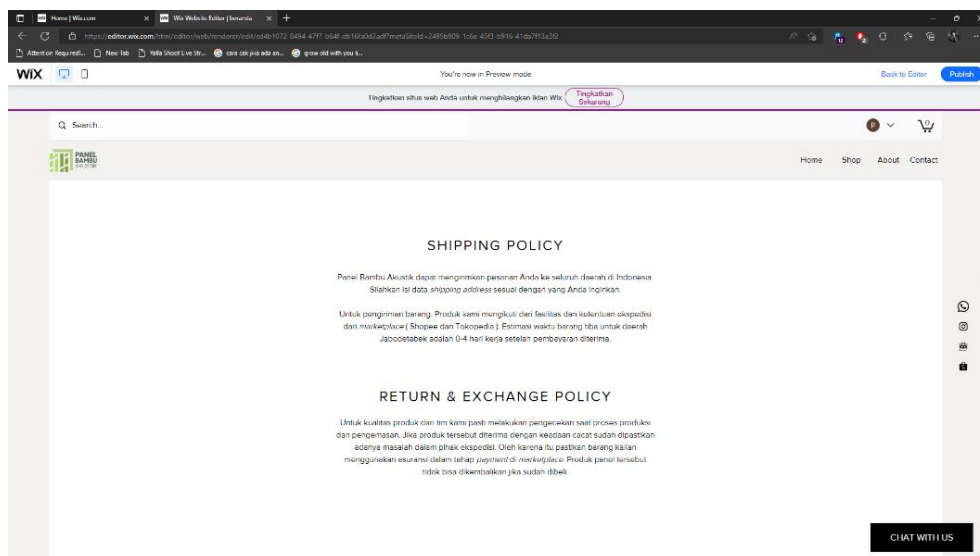 Home | Wix.com
Wix Website Editor | beranda
Attention Required!...
New Tab
Yalla Shoot Live Str...
cara cek jika ada an...
grow old with you li...
WiX
You're now in Preview mode
Back to Editor
Publish
Tingkatkan situs web Anda untuk menghilangkan iklan Wix
Tingkatkan
Sekarang
Search...
P
0
PANEL
BAMBU
Home
Shop
About
Contact
SHIPPING POLICY
Panel Bambu Akustik dapat mengirimkan pesanan Anda ke seluruh daerah di Indonesia
Silahkan isi data shipping address sesuai dengan yang Anda inginkan.
Untuk pengiriman barang, Produk kami mengikuti dari fasilitas dan ketentuan ekspedisi
dari marketplace ( Shopee dan Tokopedia ). Estimasi waktu barang tiba untuk daerah
Jabodetabek adalah 0-4 hari kerja setelah pembayaran diterima.
RETURN & EXCHANGE POLICY
Untuk kualitas produk dari tim kami pasti melakukan pengecekan saat proses produksi
dan pengemasan. Jika produk tersebut diterima dengan keadaan cacat sudah dipastikan
adanya masalah dalam pihak ekspedisi. Oleh karena itu pastikan barang kalian
menggunakan asuransi dalam tahap payment di marketplace. Produk panel tersebut
tidak bisa dikembalikan jika sudah dibeli.
CHAT WITH US